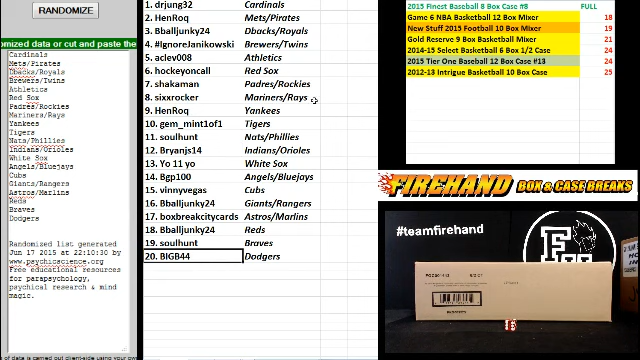 RANDOMIZE
omized data or cut and paste the
Cardinals
Mets/Pirates
Dbacks/Royals
Brewers/Twins
Athletics
Red Sox
Padres/Rockies
Mariners/Rays
Yankees
Tigers
Nats/Phillies
Indians/Orioles
White Sox
Angels/Bluejays
Cubs
Giants/Rangers
Astros/Marlins
Reds
Braves
Dodgers
Randomized list generated
Jun 17 2015 at 22:10:30 by
www.psychicscience.org
Free educational resources
for parapsychology,
psychical research & mind
magic.
1. drjung32 Cardinals
2. HenRoq Mets/Pirates
3. Bballjunky24 Dbacks/Royals
4. #IgnoreJanikowski Brewers/Twins
5. aclev008 Athletics
6. hockeyoncall Red Sox
7. shakaman Padres/Rockies
8. sixxrocker Mariners/Rays
9. HenRoq Yankees
10. gem_mint1of1 Tigers
11. soulhunt Nats/Phillies
12. Bryanjs14 Indians/Orioles
13. Yo 11 yo White Sox
14. Bgp100 Angels/Bluejays
15. vinnyvegas Cubs
16. Bballjunky24 Giants/Rangers
17. boxbreakcitycards Astros/Marlins
18. Bballjunky24 Reds
19. soulhunt Braves
20. BIGB44 Dodgers
2015 Finest Baseball 8 Box Case #8 FULL
Game 6 NBA Basketball 12 Box Mixer 18
New Stuff 2015 Football 10 Box Mixer 19
Gold Reserve 9 Box Basketball Mixer 21
2014-15 Select Basketball 6 Box 1/2 Case 24
2015 Tier One Baseball 12 Box Case #13 24
2012-13 Intrigue Basketball 10 Box Case 25
FIREHAND BOX & CASE BREAKS
#teamfirehand